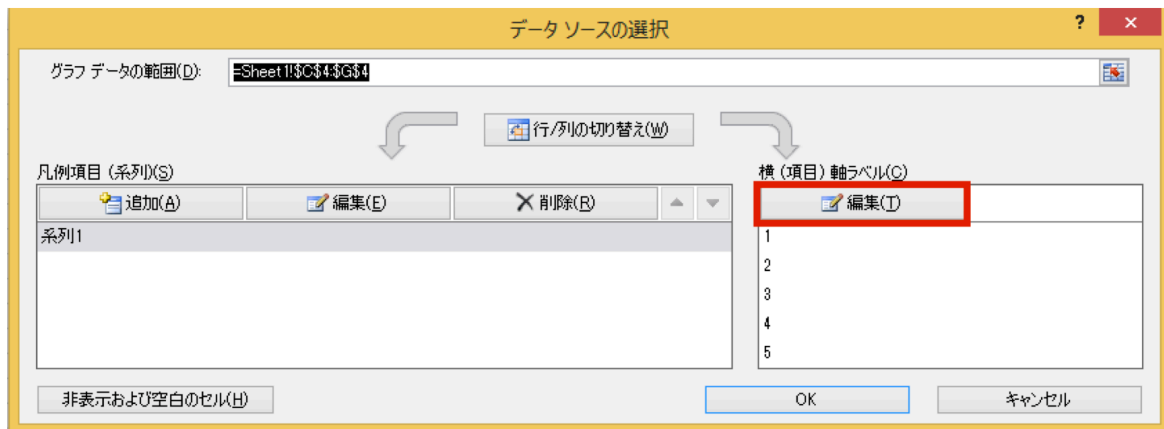 データ ソースの選択
?
×
グラフ データの範囲(D):
=Sheet1!$C$4:$G$4
行/列の切り替え(W)
凡例項目 (系列)(S)
追加(A)
編集(E)
削除(R)
系列1
横 (項目) 軸ラベル(C)
編集(T)
1
2
3
4
5
非表示および空白のセル(H)
OK
キャンセル